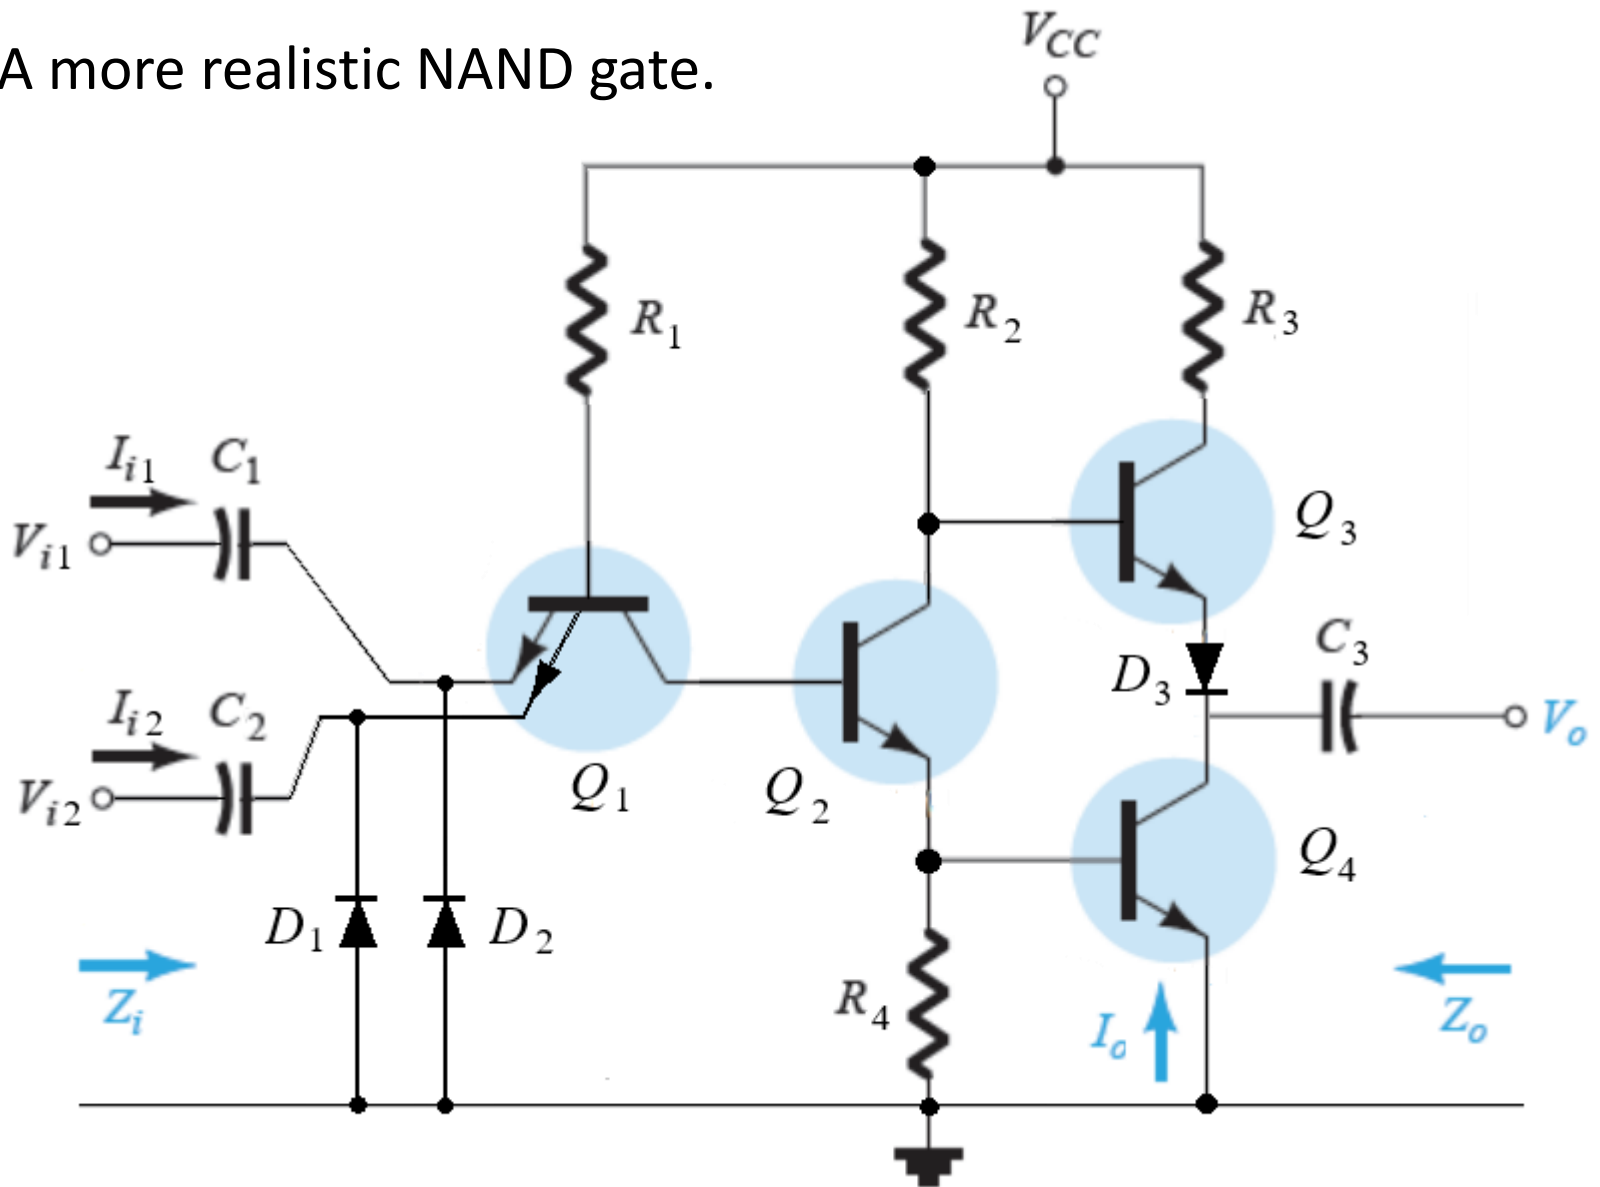 A more realistic NAND gate.
VCC
R1
R2
R3
Ii1
C1
Vi1
Q3
Ii2
C2
Vi2
Q1
Q2
D3
C3
Vo
Q4
D1
D2
Zi
R4
Io
Zo